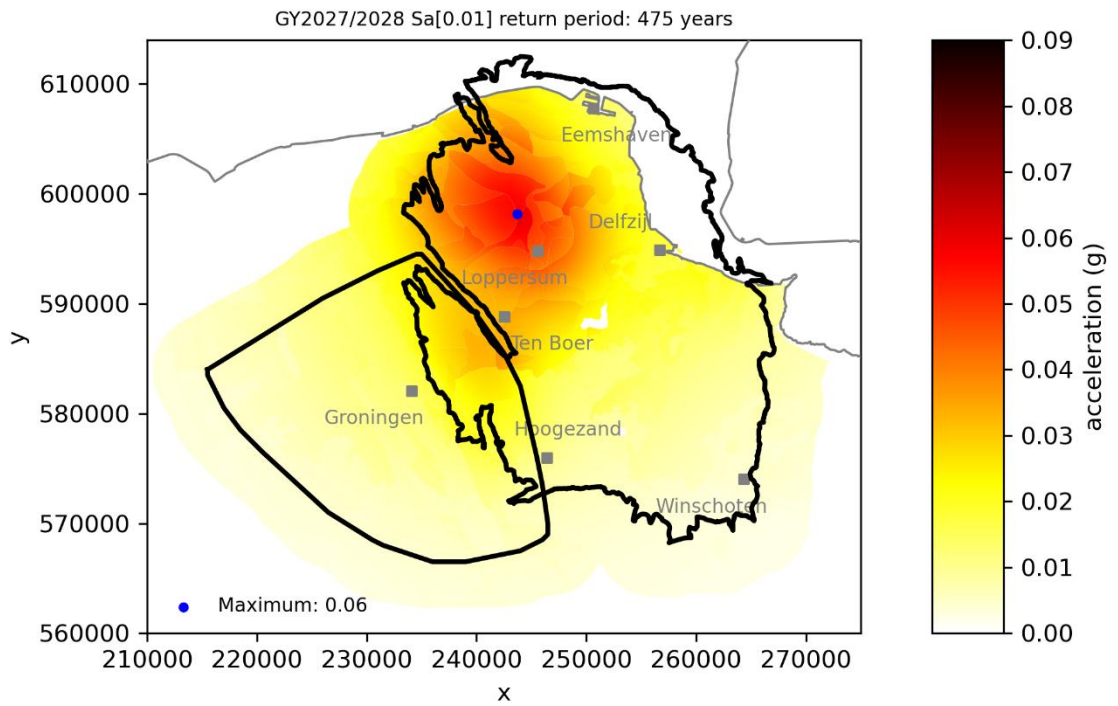 GY2027/2028 Sa[0.01] return period: 475 years
610000
600000
590000
580000
570000
560000
y
210000 220000 230000 240000 250000 260000 270000
x
Eemshaven
Delfzijl
Loppersum
Ten Boer
Groningen
Hoogezand
Winschoten
Maximum: 0.06
0.09
0.08
0.07
0.06
0.05
0.04
0.03
0.02
0.01
0.00
acceleration (g)